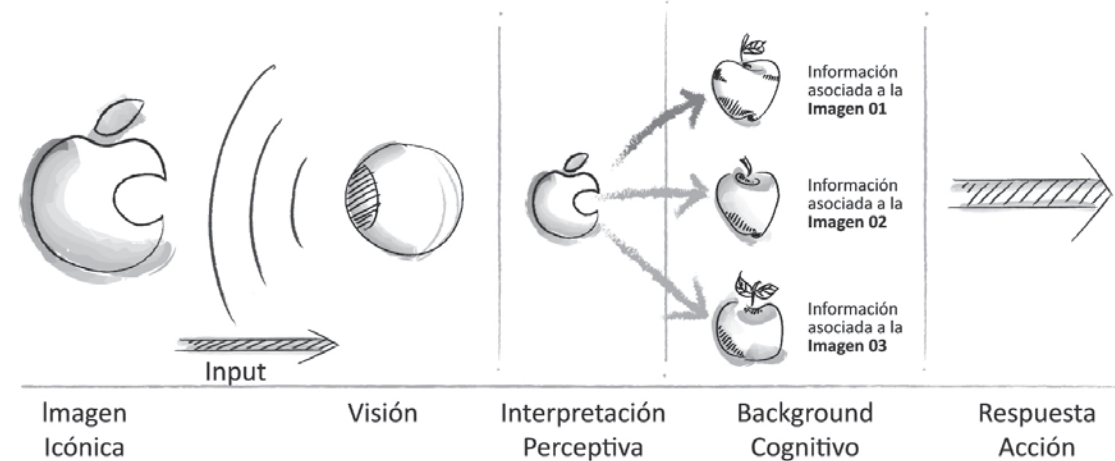 Información
asociada a la
Imagen 01
Información
asociada a la
Imagen 02
Información
asociada a la
Imagen 03
Input
Imagen
Icónica
Visión
Interpretación
Perceptiva
Background
Cognitivo
Respuesta
Acción